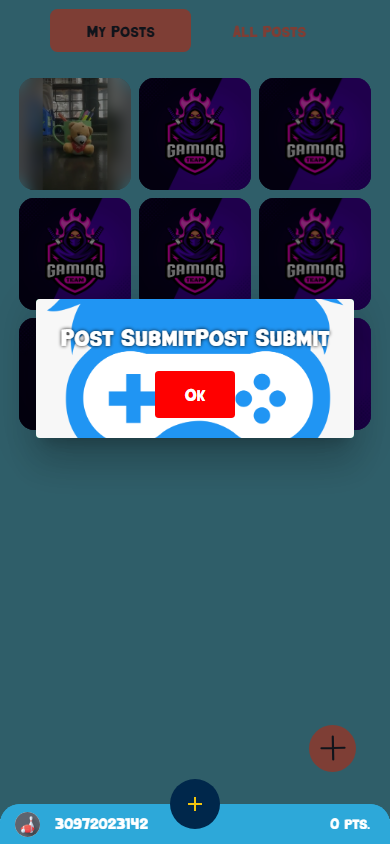 My Posts
All Posts
GAMING
TEAM
GAMING
TEAM
GAMING
TEAM
GAMING
TEAM
GAMING
TEAM
Post SubmitPost Submit
Ok
30972023142
0 PTS.